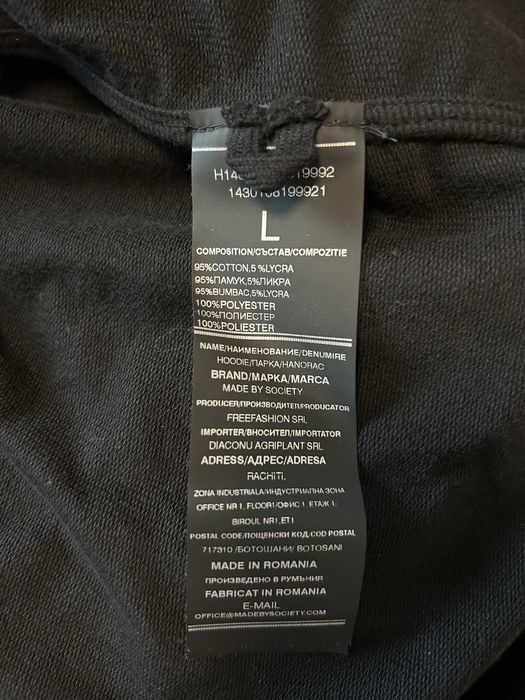 1430108199921
L
COMPOSITION/СЪСТАВ/COMPOZITIE
95%COTTON,5%LYCRA
95%ПАМУК,5%ЛИКРА
95%BUMBAC,5%LYCRA
100%POLYESTER
100%ПОЛИЕСТЕР
100%POLIESTER
NAME/НАИМЕНОВАНИЕ/DENUMIRE
HOODIE/ПАРКА/HANORAC
BRAND/МАРКА/MARCA
MADE BY SOCIETY
PRODUCER/ПРОИЗВОДИТЕЛ/PRODUCATOR
FREEFASHION SRL
IMPORTER/ВНОСИТЕЛ/IMPORTATOR
DIACONU AGRIPLANT SRL
ADRESS/АДРЕС/ADRESA
RACHITI,
ZONA INDUSTRIALA/ИНДУСТРИАЛНА ЗОНА
OFFICE NR 1, FLOOR1/ОФИС 1, ЕТАЖ 1,
BIROUL NR1,ET1
POSTAL CODE/ПОЩЕНСКИ КОД/COD POSTAL
717310 /БОТОШАНИ/ BOTOSANI
MADE IN ROMANIA
ПРОИЗВЕДЕНО В РУМЪНИЯ
FABRICAT IN ROMANIA
E-MAIL
OFFICE@MADEBYSOCIETY.COM